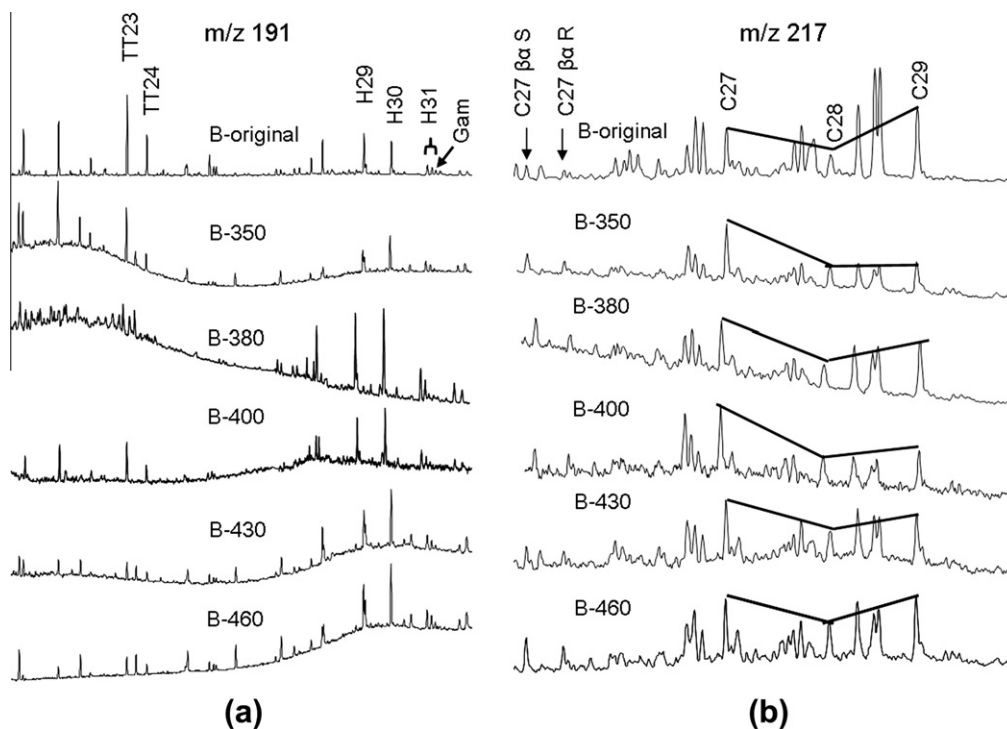 m/z 191
TT23
TT24
H29
H30
H31
Gam
B-original
B-350
B-380
B-400
B-430
B-460
(a)
m/z 217
C27 βα S
C27 βα R
C27
C28
C29
B-original
B-350
B-380
B-400
B-430
B-460
(b)